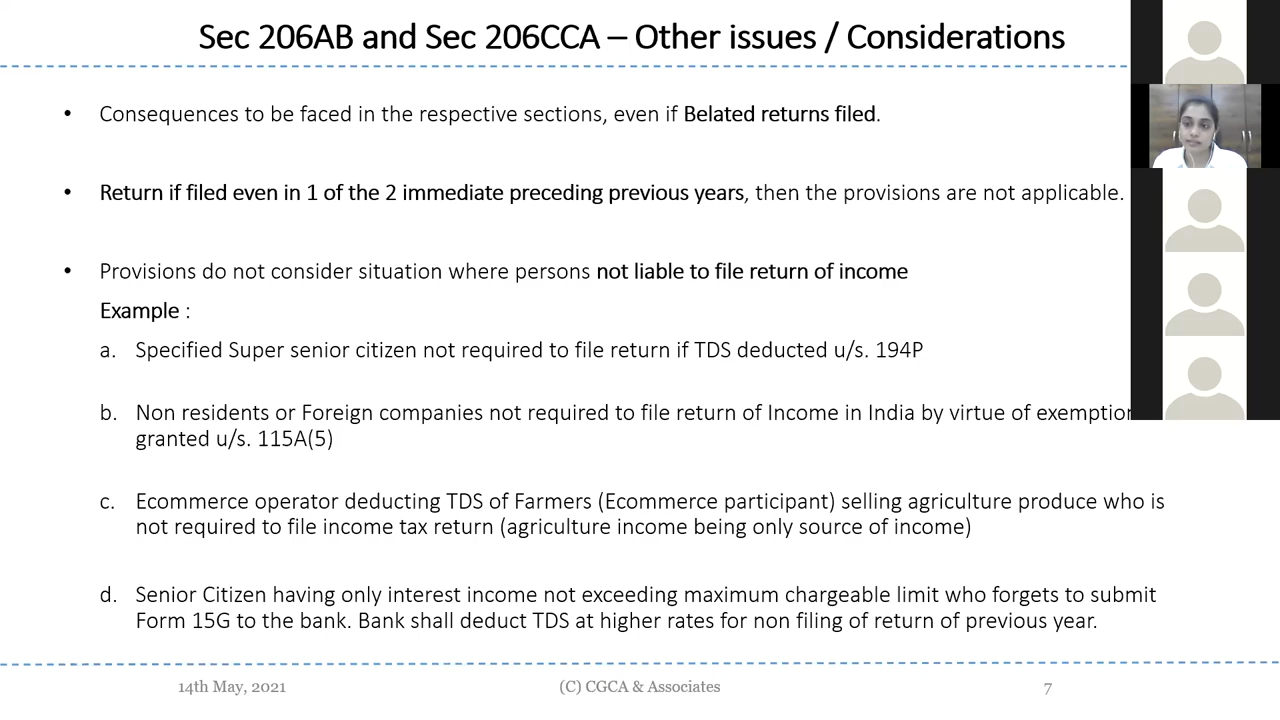 Sec 206AB and Sec 206CCA – Other issues / Considerations
• Consequences to be faced in the respective sections, even if Belated returns filed.
• Return if filed even in 1 of the 2 immediate preceding previous years, then the provisions are not applicable.
• Provisions do not consider situation where persons not liable to file return of income
Example :
a. Specified Super senior citizen not required to file return if TDS deducted u/s. 194P
b. Non residents or Foreign companies not required to file return of Income in India by virtue of exemption
granted u/s. 115A(5)
c. Ecommerce operator deducting TDS of Farmers (Ecommerce participant) selling agriculture produce who is
not required to file income tax return (agriculture income being only source of income)
d. Senior Citizen having only interest income not exceeding maximum chargeable limit who forgets to submit
Form 15G to the bank. Bank shall deduct TDS at higher rates for non filing of return of previous year.
14th May, 2021 (C) CGCA & Associates 7